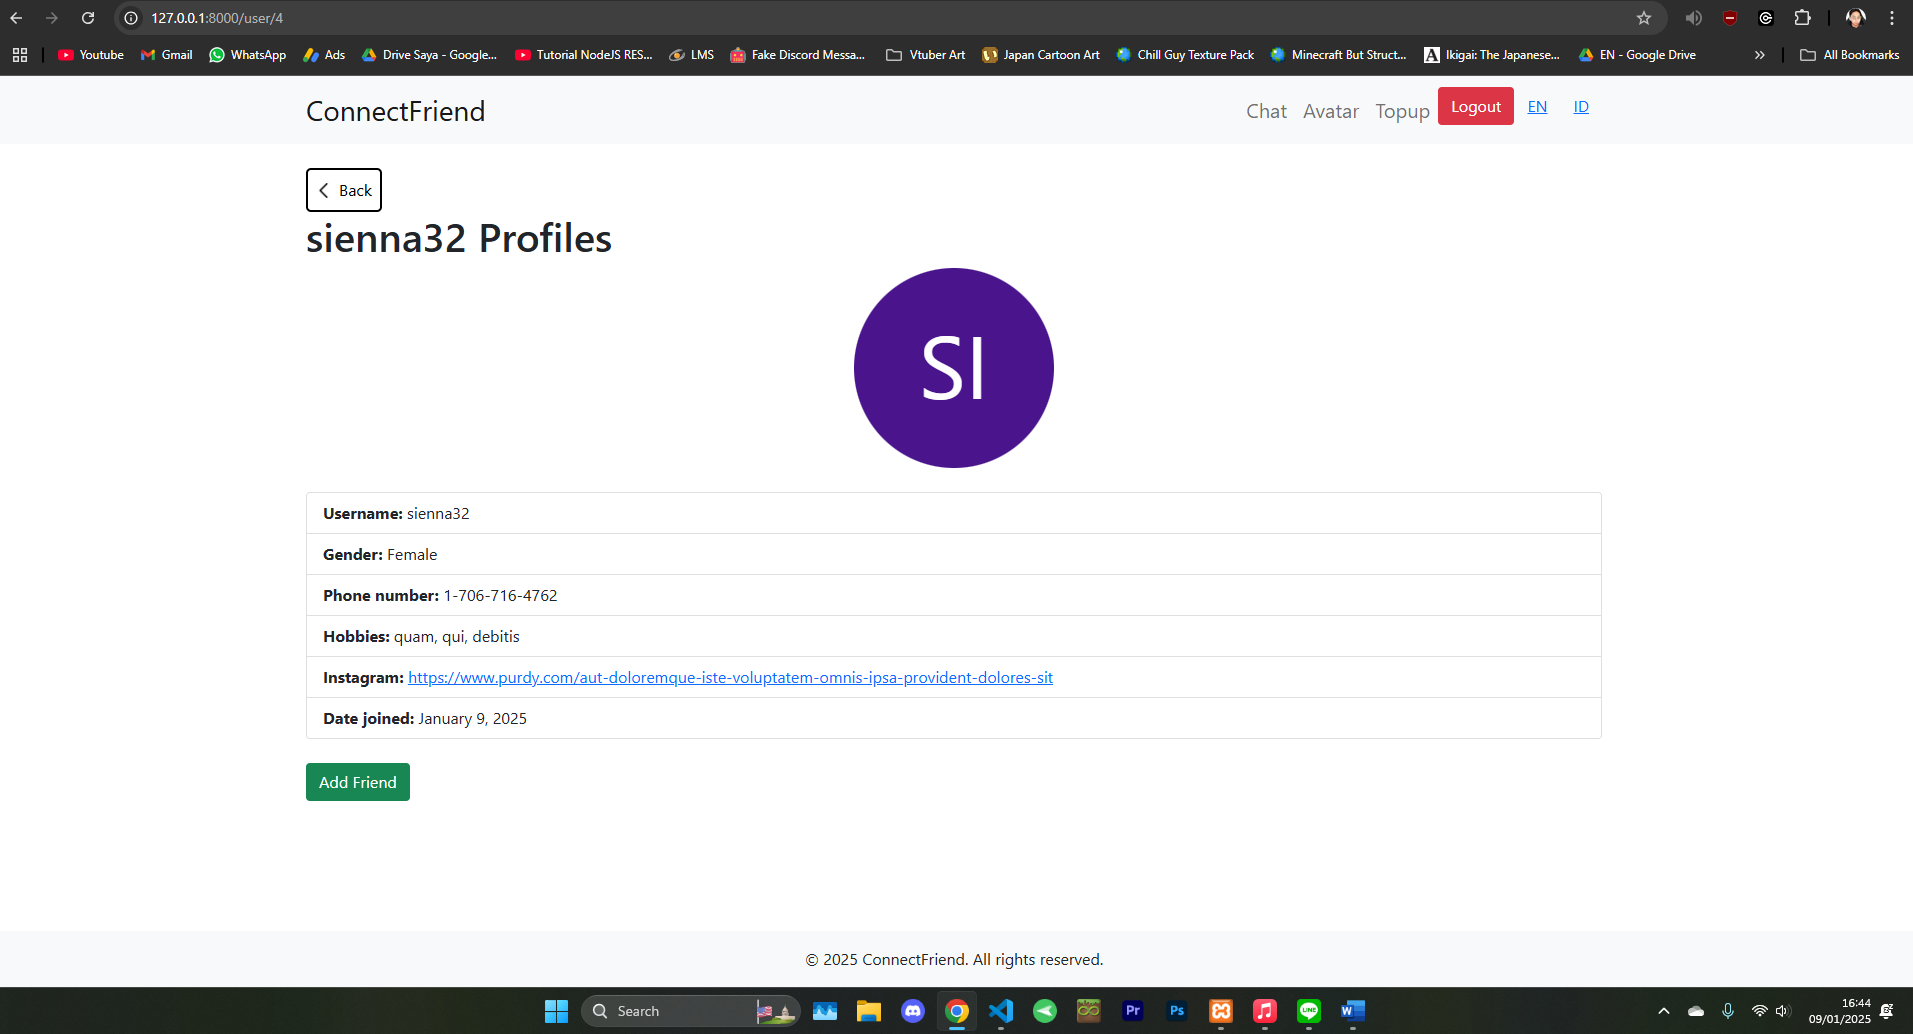 127.0.0.1:8000/user/4
Youtube Gmail WhatsApp Ads Drive Saya - Google... Tutorial NodeJS RES... LMS Fake Discord Messa... Vtuber Art Japan Cartoon Art Chill Guy Texture Pack Minecraft But Struct... A Ikigai: The Japanese... EN - Google Drive » All Bookmarks
ConnectFriend Chat Avatar Topup Logout EN ID
Back
sienna32 Profiles
SI
Username: sienna32
Gender: Female
Phone number: 1-706-716-4762
Hobbies: quam, qui, debitis
Instagram: https://www.purdy.com/aut-doloremque-iste-voluptatem-omnis-ipsa-provident-dolores-sit
Date joined: January 9, 2025
Add Friend
© 2025 ConnectFriend. All rights reserved.
Search Pr Ps LINE W 16:44
09/01/2025